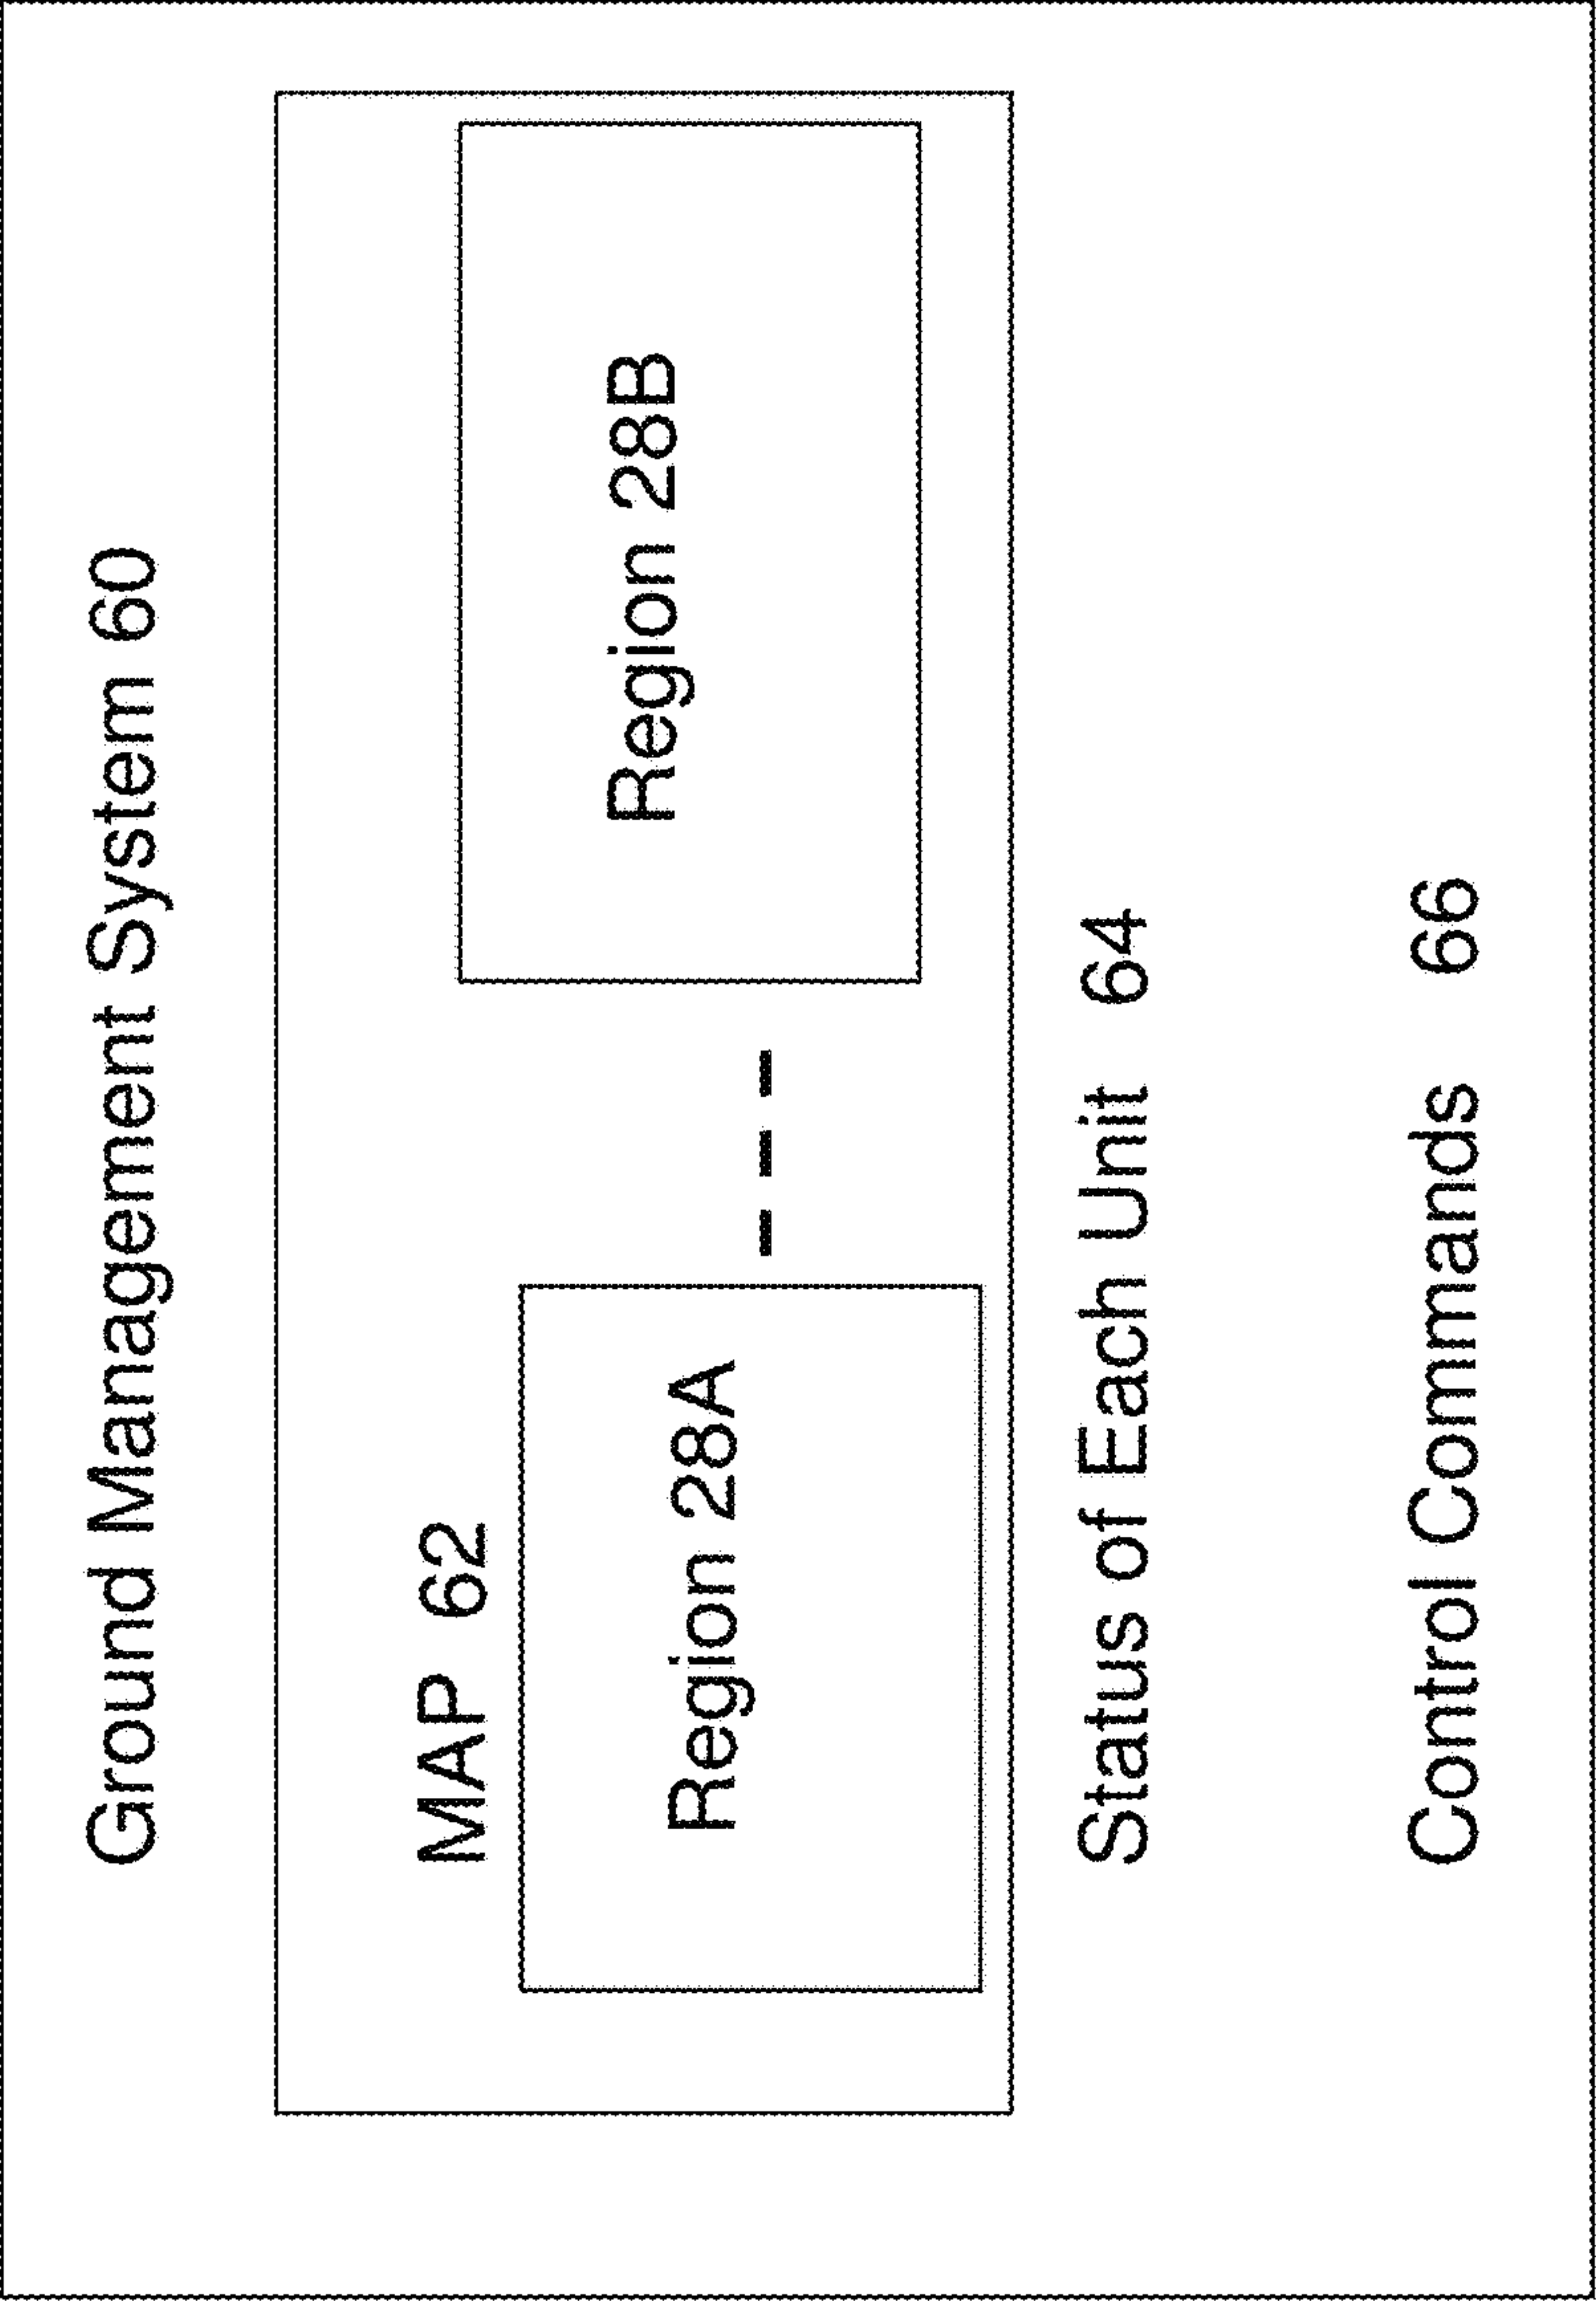 Ground Management System 60
MAP 62
Region 28A
Region 28B
Status of Each Unit 64
Control Commands 66